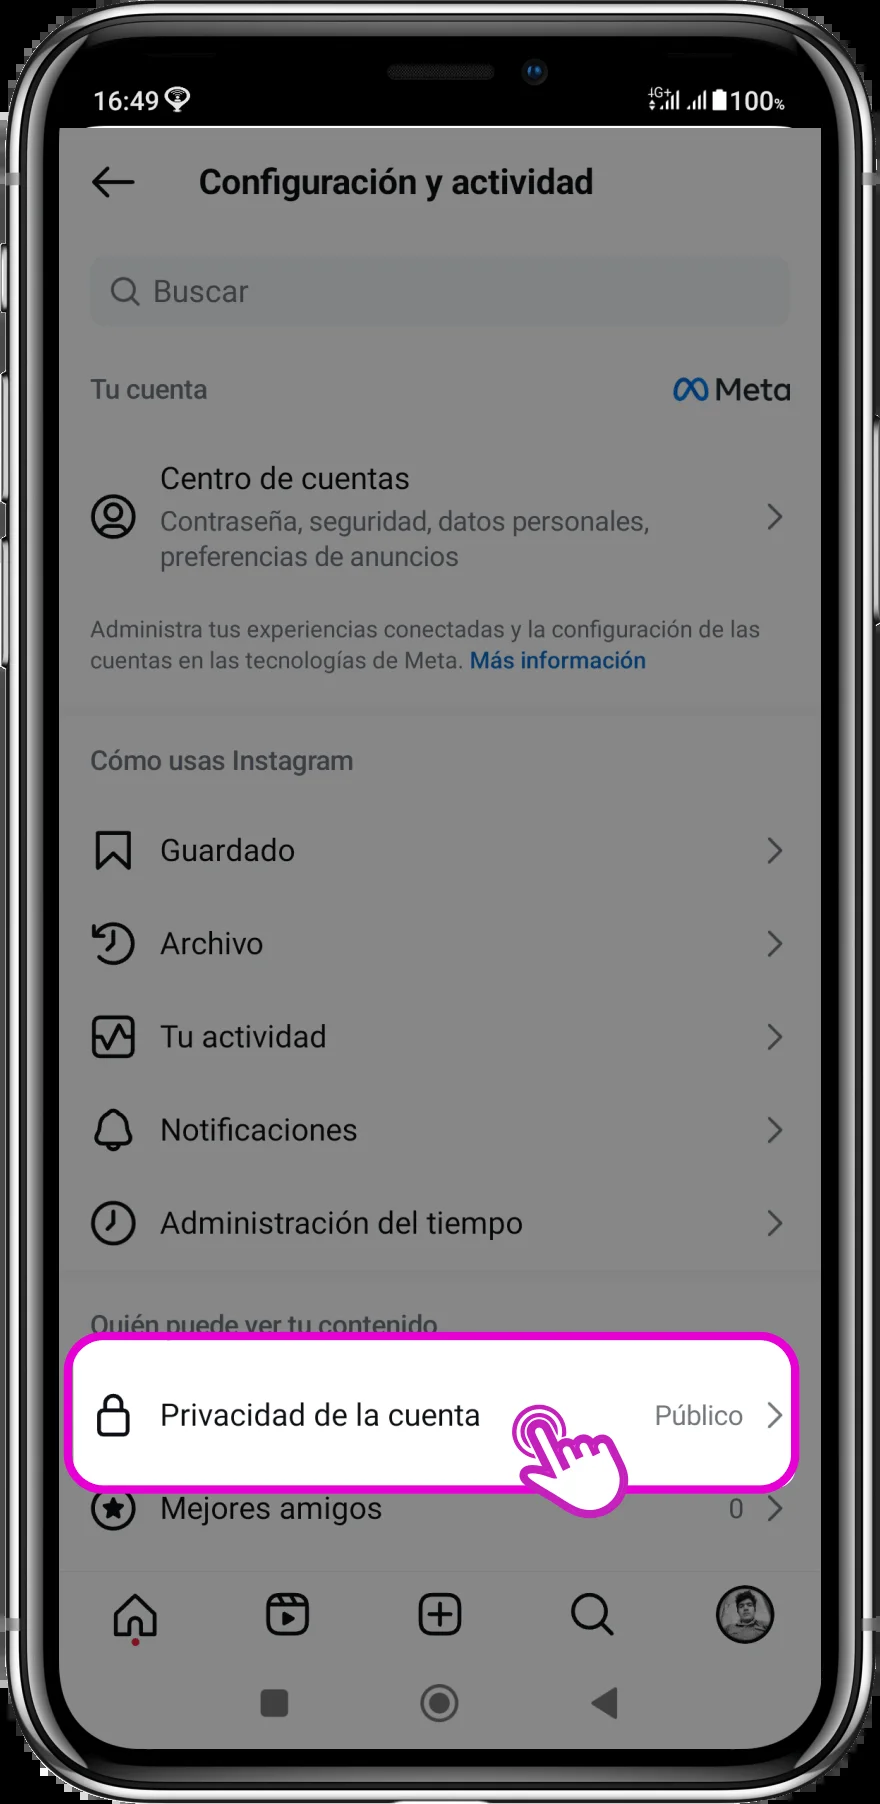 16:49 4G+ 100%
Configuración y actividad
Buscar
Tu cuenta Meta
Centro de cuentas
Contraseña, seguridad, datos personales,
preferencias de anuncios
Administra tus experiencias conectadas y la configuración de las
cuentas en las tecnologías de Meta. Más información
Cómo usas Instagram
Guardado
Archivo
Tu actividad
Notificaciones
Administración del tiempo
Quién puede ver tu contenido
Privacidad de la cuenta Público
Mejores amigos 0